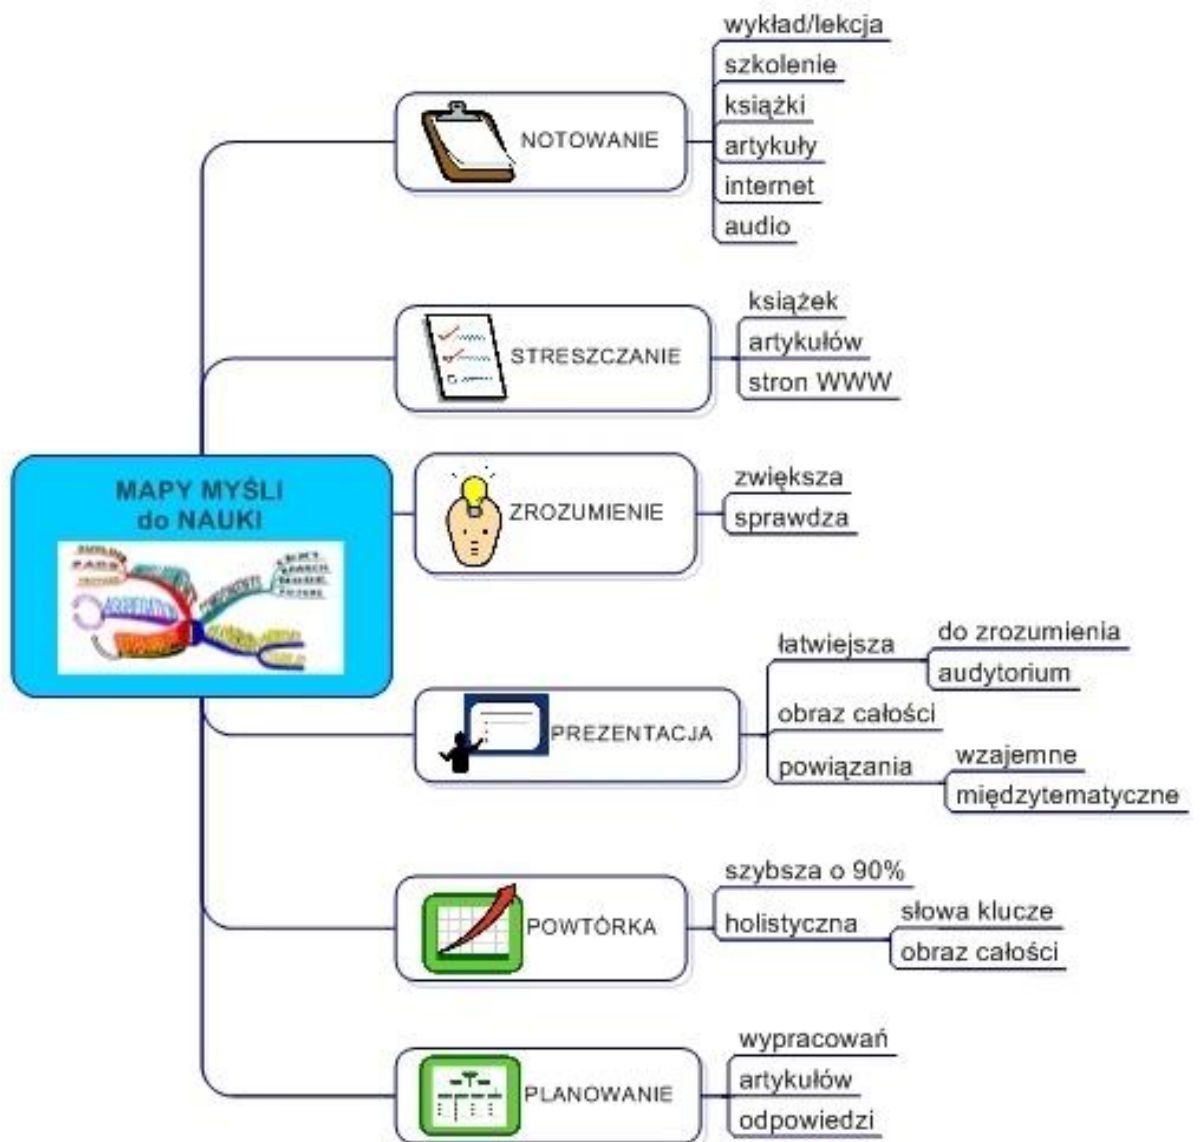 MAPY MYŚLI
do NAUKI
NOTOWANIE
wykład/lekcja
szkolenie
książki
artykuły
internet
audio
STRESZCZANIE
książek
artykułów
stron WWW
ZROZUMIENIE
zwiększa
sprawdza
PREZENTACJA
łatwiejsza
do zrozumienia
audytorium
obraz całości
powiązania
wzajemne
międzytematyczne
POWTÓRKA
szybsza o 90%
holistyczna
słowa klucze
obraz całości
PLANOWANIE
wypracowań
artykułów
odpowiedzi